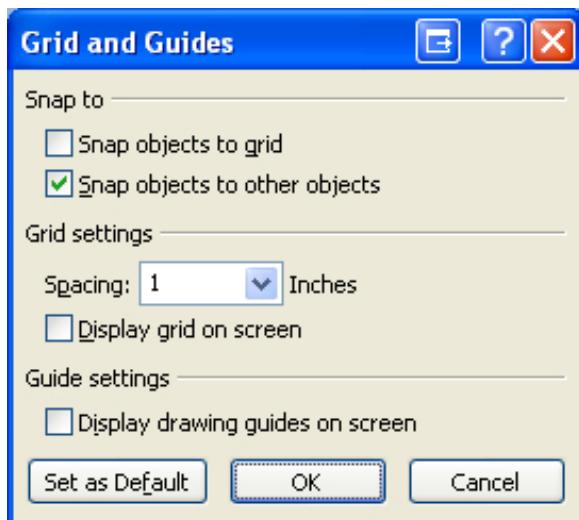 Grid and Guides
Snap to
Snap objects to grid
Snap objects to other objects
Grid settings
Spacing: 1 Inches
Display grid on screen
Guide settings
Display drawing guides on screen
Set as Default OK Cancel